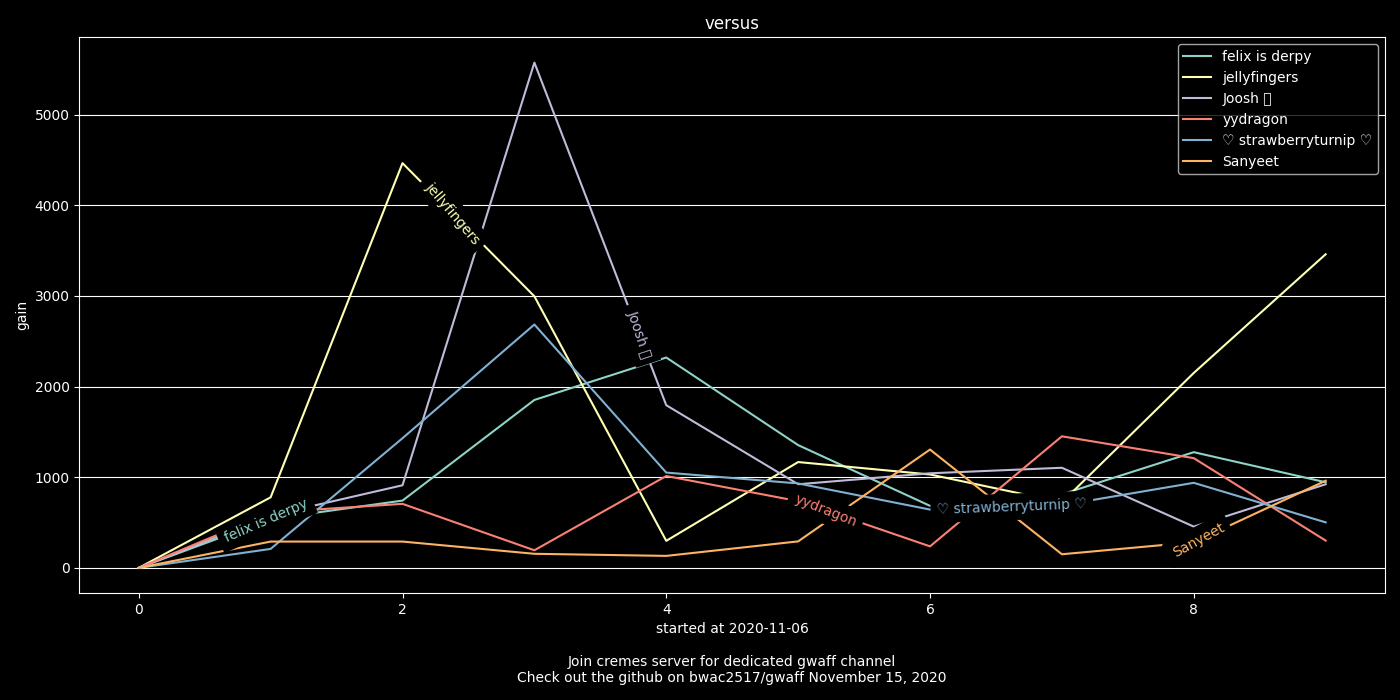 versus
felix is derpy
jellyfingers
Joosh
yydragon
♡ strawberryturnip ♡
Sanyeet
5000
4000
3000
2000
1000
0
gain
jellyfingers
Joosh
felix is derpy
yydragon
♡ strawberryturnip ♡
Sanyeet
0 2 4 6 8
started at 2020-11-06
Join cremes server for dedicated gwaff channel
Check out the github on bwac2517/gwaff November 15, 2020